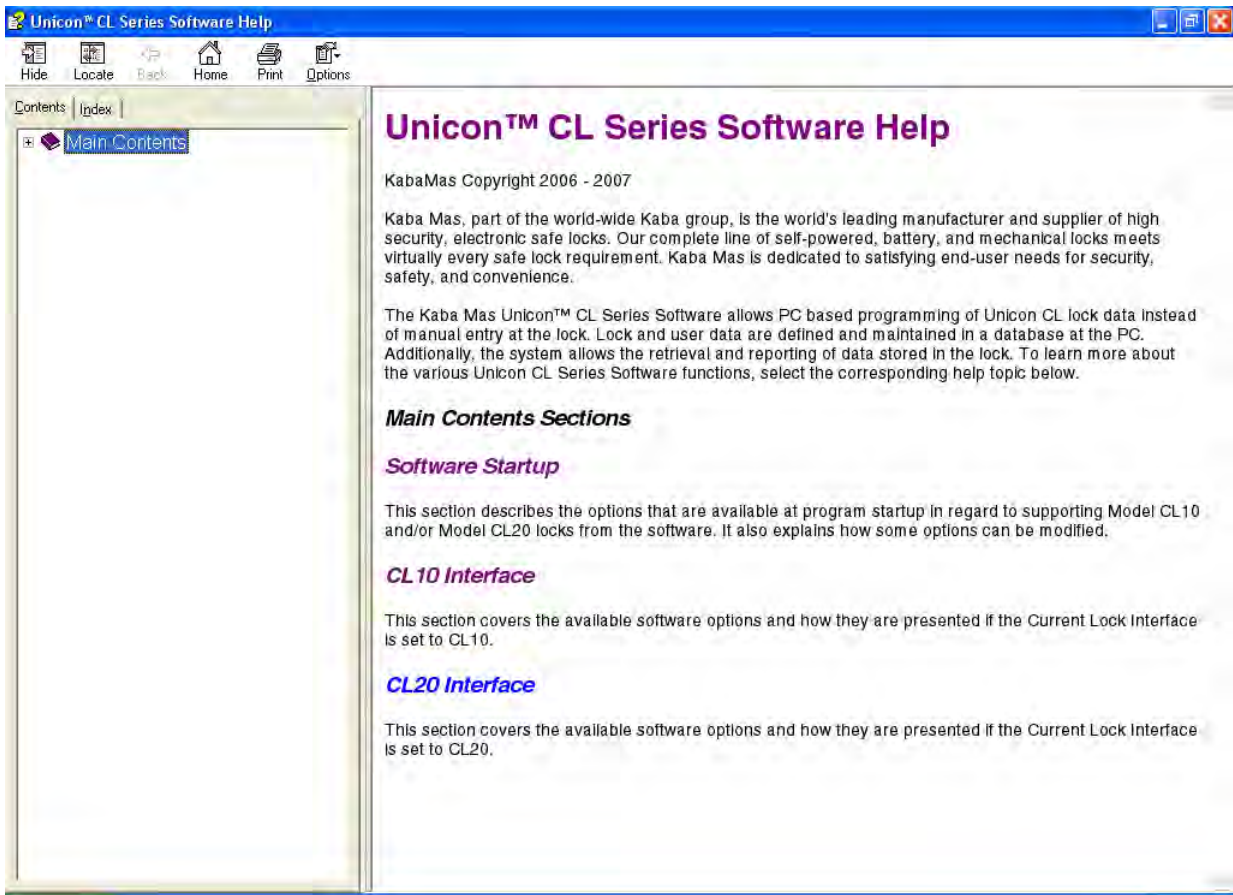 Unicon™ CL Series Software Help
Hide Locate Back Home Print Options
Contents Index
Main Contents
Unicon™ CL Series Software Help
KabaMas Copyright 2006 - 2007
Kaba Mas, part of the world-wide Kaba group, is the world's leading manufacturer and supplier of high
security, electronic safe locks. Our complete line of self-powered, battery, and mechanical locks meets
virtually every safe lock requirement. Kaba Mas is dedicated to satisfying end-user needs for security,
safety, and convenience.
The Kaba Mas Unicon™ CL Series Software allows PC based programming of Unicon CL lock data instead
of manual entry at the lock. Lock and user data are defined and maintained in a database at the PC.
Additionally, the system allows the retrieval and reporting of data stored in the lock. To learn more about
the various Unicon CL Series Software functions, select the corresponding help topic below.
Main Contents Sections
Software Startup
This section describes the options that are available at program startup in regard to supporting Model CL10
and/or Model CL20 locks from the software. It also explains how some options can be modified.
CL10 Interface
This section covers the available software options and how they are presented if the Current Lock Interface
is set to CL10.
CL20 Interface
This section covers the available software options and how they are presented if the Current Lock Interface
is set to CL20.